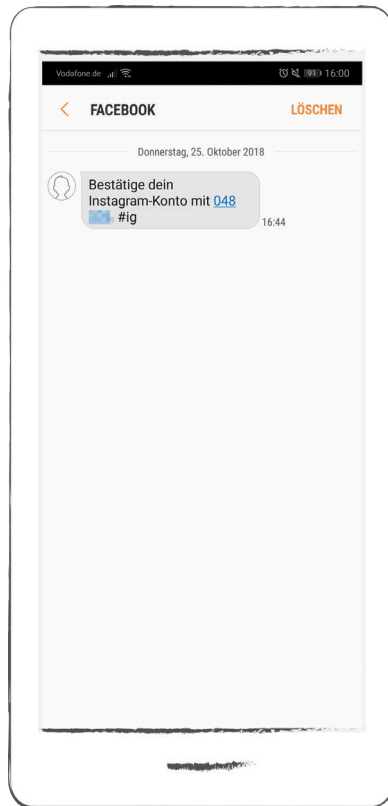 Vodafone.de 91 16:00
FACEBOOK LÖSCHEN
Donnerstag, 25. Oktober 2018
Bestätige dein
Instagram-Konto mit 048
. #ig
16:44